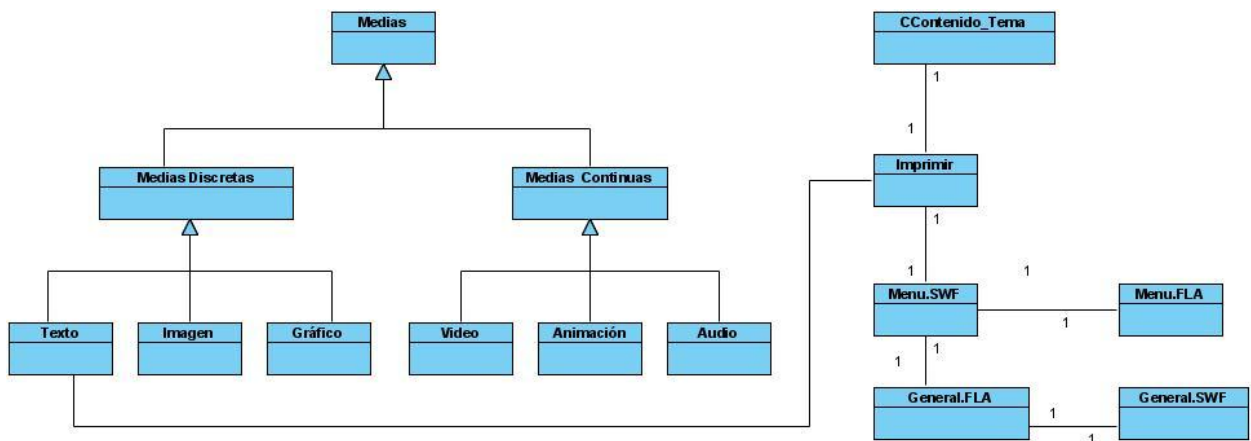 Medias
CContenido_Tema
1
1
Medias Discretas
Medias Continuas
Imprimir
1
1
1
Menu.SWF
Menu.FLA
1
Texto
Imagen
Gráfico
Video
Animación
Audio
1
1
General.FLA
General.SWF
1
1